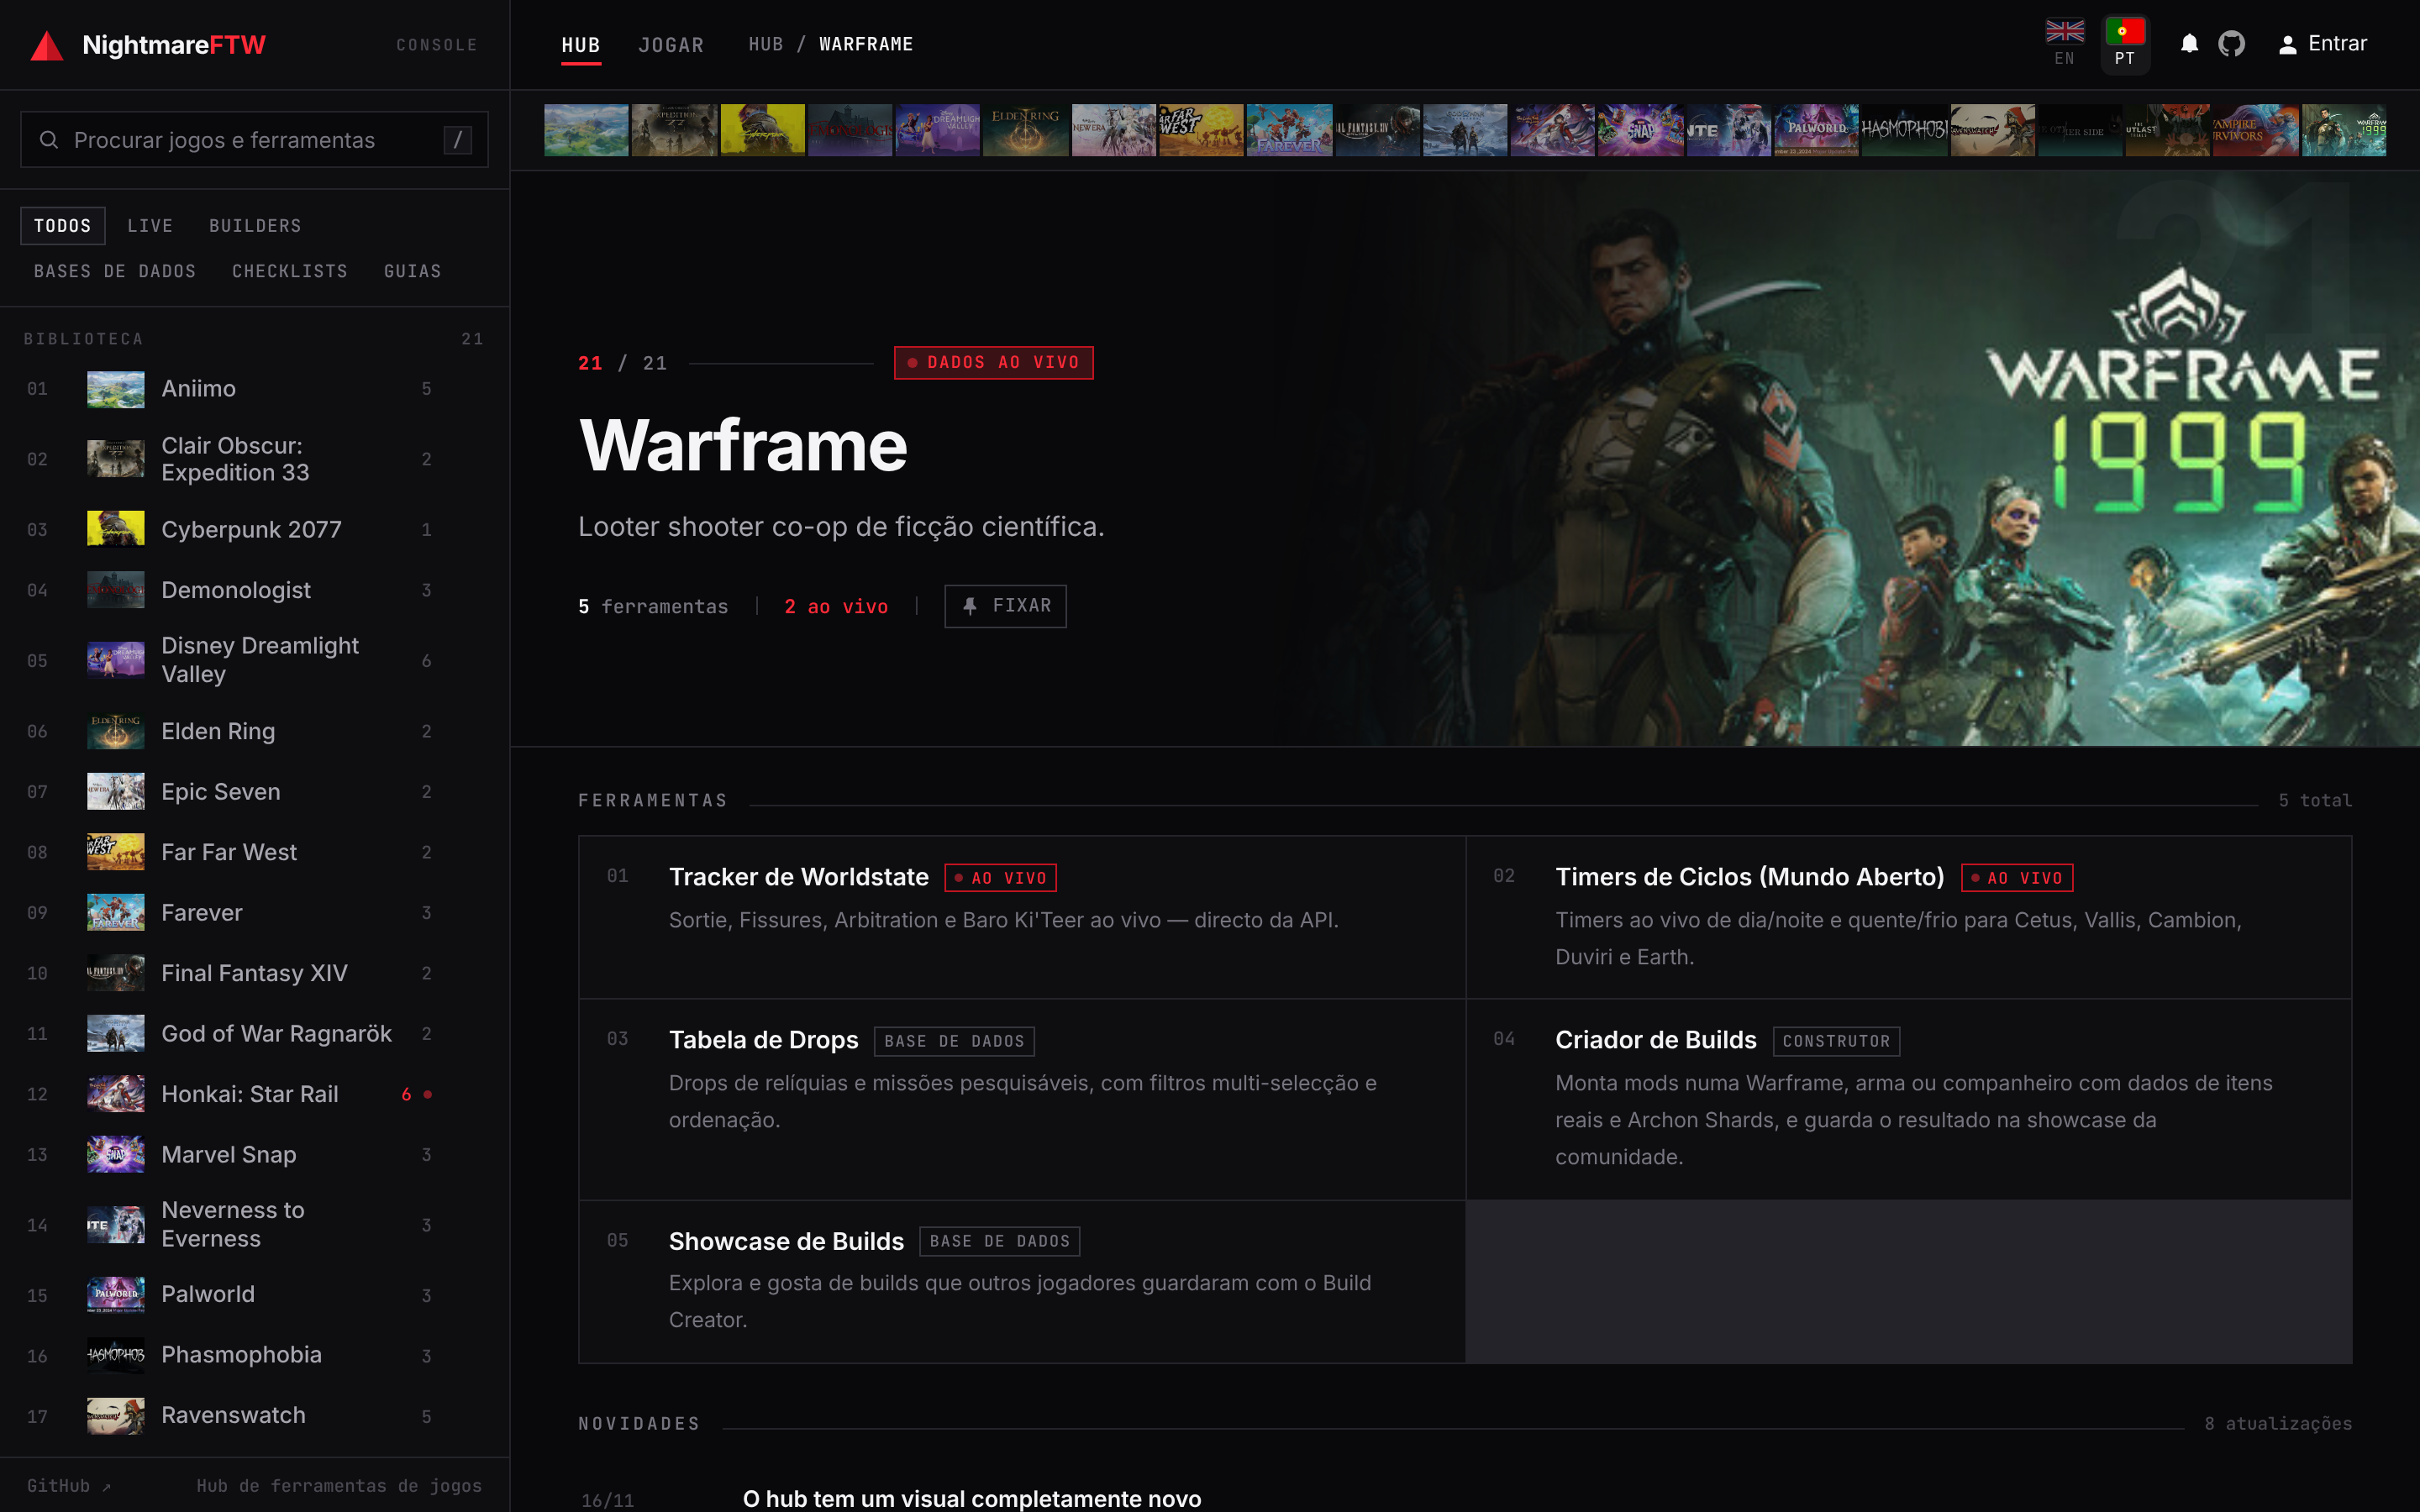 NightmareFTW
CONSOLE
HUB
JOGAR
HUB / WARFRAME
EN
PT
Entrar
Procurar jogos e ferramentas
/
TODOS
LIVE
BUILDERS
BASES DE DADOS
CHECKLISTS
GUIAS
BIBLIOTECA
21
01 Aniimo 5
02 Clair Obscur:
Expedition 33 2
03 Cyberpunk 2077 1
04 Demonologist 3
05 Disney Dreamlight
Valley 6
06 Elden Ring 2
07 Epic Seven 2
08 Far Far West 2
09 Farever 3
10 Final Fantasy XIV 2
11 God of War Ragnarök 2
12 Honkai: Star Rail 6
13 Marvel Snap 3
14 Neverness to
Everness 3
15 Palworld 3
16 Phasmophobia 3
17 Ravenswatch 5
GitHub ↗
Hub de ferramentas de jogos
ELDEN RING
NEW ERA
FAR FAR
WEST
FAREVER
SNAP
PALWORLD
21 / 21
DADOS AO VIVO
Warframe
Looter shooter co-op de ficção científica.
5 ferramentas
2 ao vivo
FIXAR
21
WARFRAME
1999
FERRAMENTAS
5 total
01 Tracker de Worldstate
AO VIVO
Sortie, Fissures, Arbitration e Baro Ki'Teer ao vivo — directo da API.
02 Timers de Ciclos (Mundo Aberto)
AO VIVO
Timers ao vivo de dia/noite e quente/frio para Cetus, Vallis, Cambion,
Duviri e Earth.
03 Tabela de Drops
BASE DE DADOS
Drops de relíquias e missões pesquisáveis, com filtros multi-selecção e
ordenação.
04 Criador de Builds
CONSTRUTOR
Monta mods numa Warframe, arma ou companheiro com dados de itens
reais e Archon Shards, e guarda o resultado na showcase da
comunidade.
05 Showcase de Builds
BASE DE DADOS
Explora e gosta de builds que outros jogadores guardaram com o Build
Creator.
NOVIDADES
8 atualizações
16/11
O hub tem um visual completamente novo